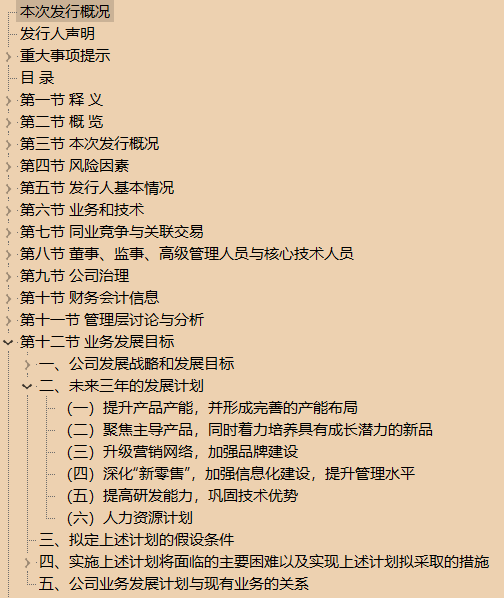 本次发行概况
发行人声明
重大事项提示
目 录
第一节 释 义
第二节 概 览
第三节 本次发行概况
第四节 风险因素
第五节 发行人基本情况
第六节 业务和技术
第七节 同业竞争与关联交易
第八节 董事、监事、高级管理人员与核心技术人员
第九节 公司治理
第十节 财务会计信息
第十一节 管理层讨论与分析
第十二节 业务发展目标
一、公司发展战略和发展目标
二、未来三年的发展计划
（一）提升产品产能，并形成完善的产能布局
（二）聚焦主导产品，同时着力培养具有成长潜力的新品
（三）升级营销网络，加强品牌建设
（四）深化“新零售”，加强信息化建设，提升管理水平
（五）提高研发能力，巩固技术优势
（六）人力资源计划
三、拟定上述计划的假设条件
四、实施上述计划将面临的主要困难以及实现上述计划拟采取的措施
五、公司业务发展计划与现有业务的关系